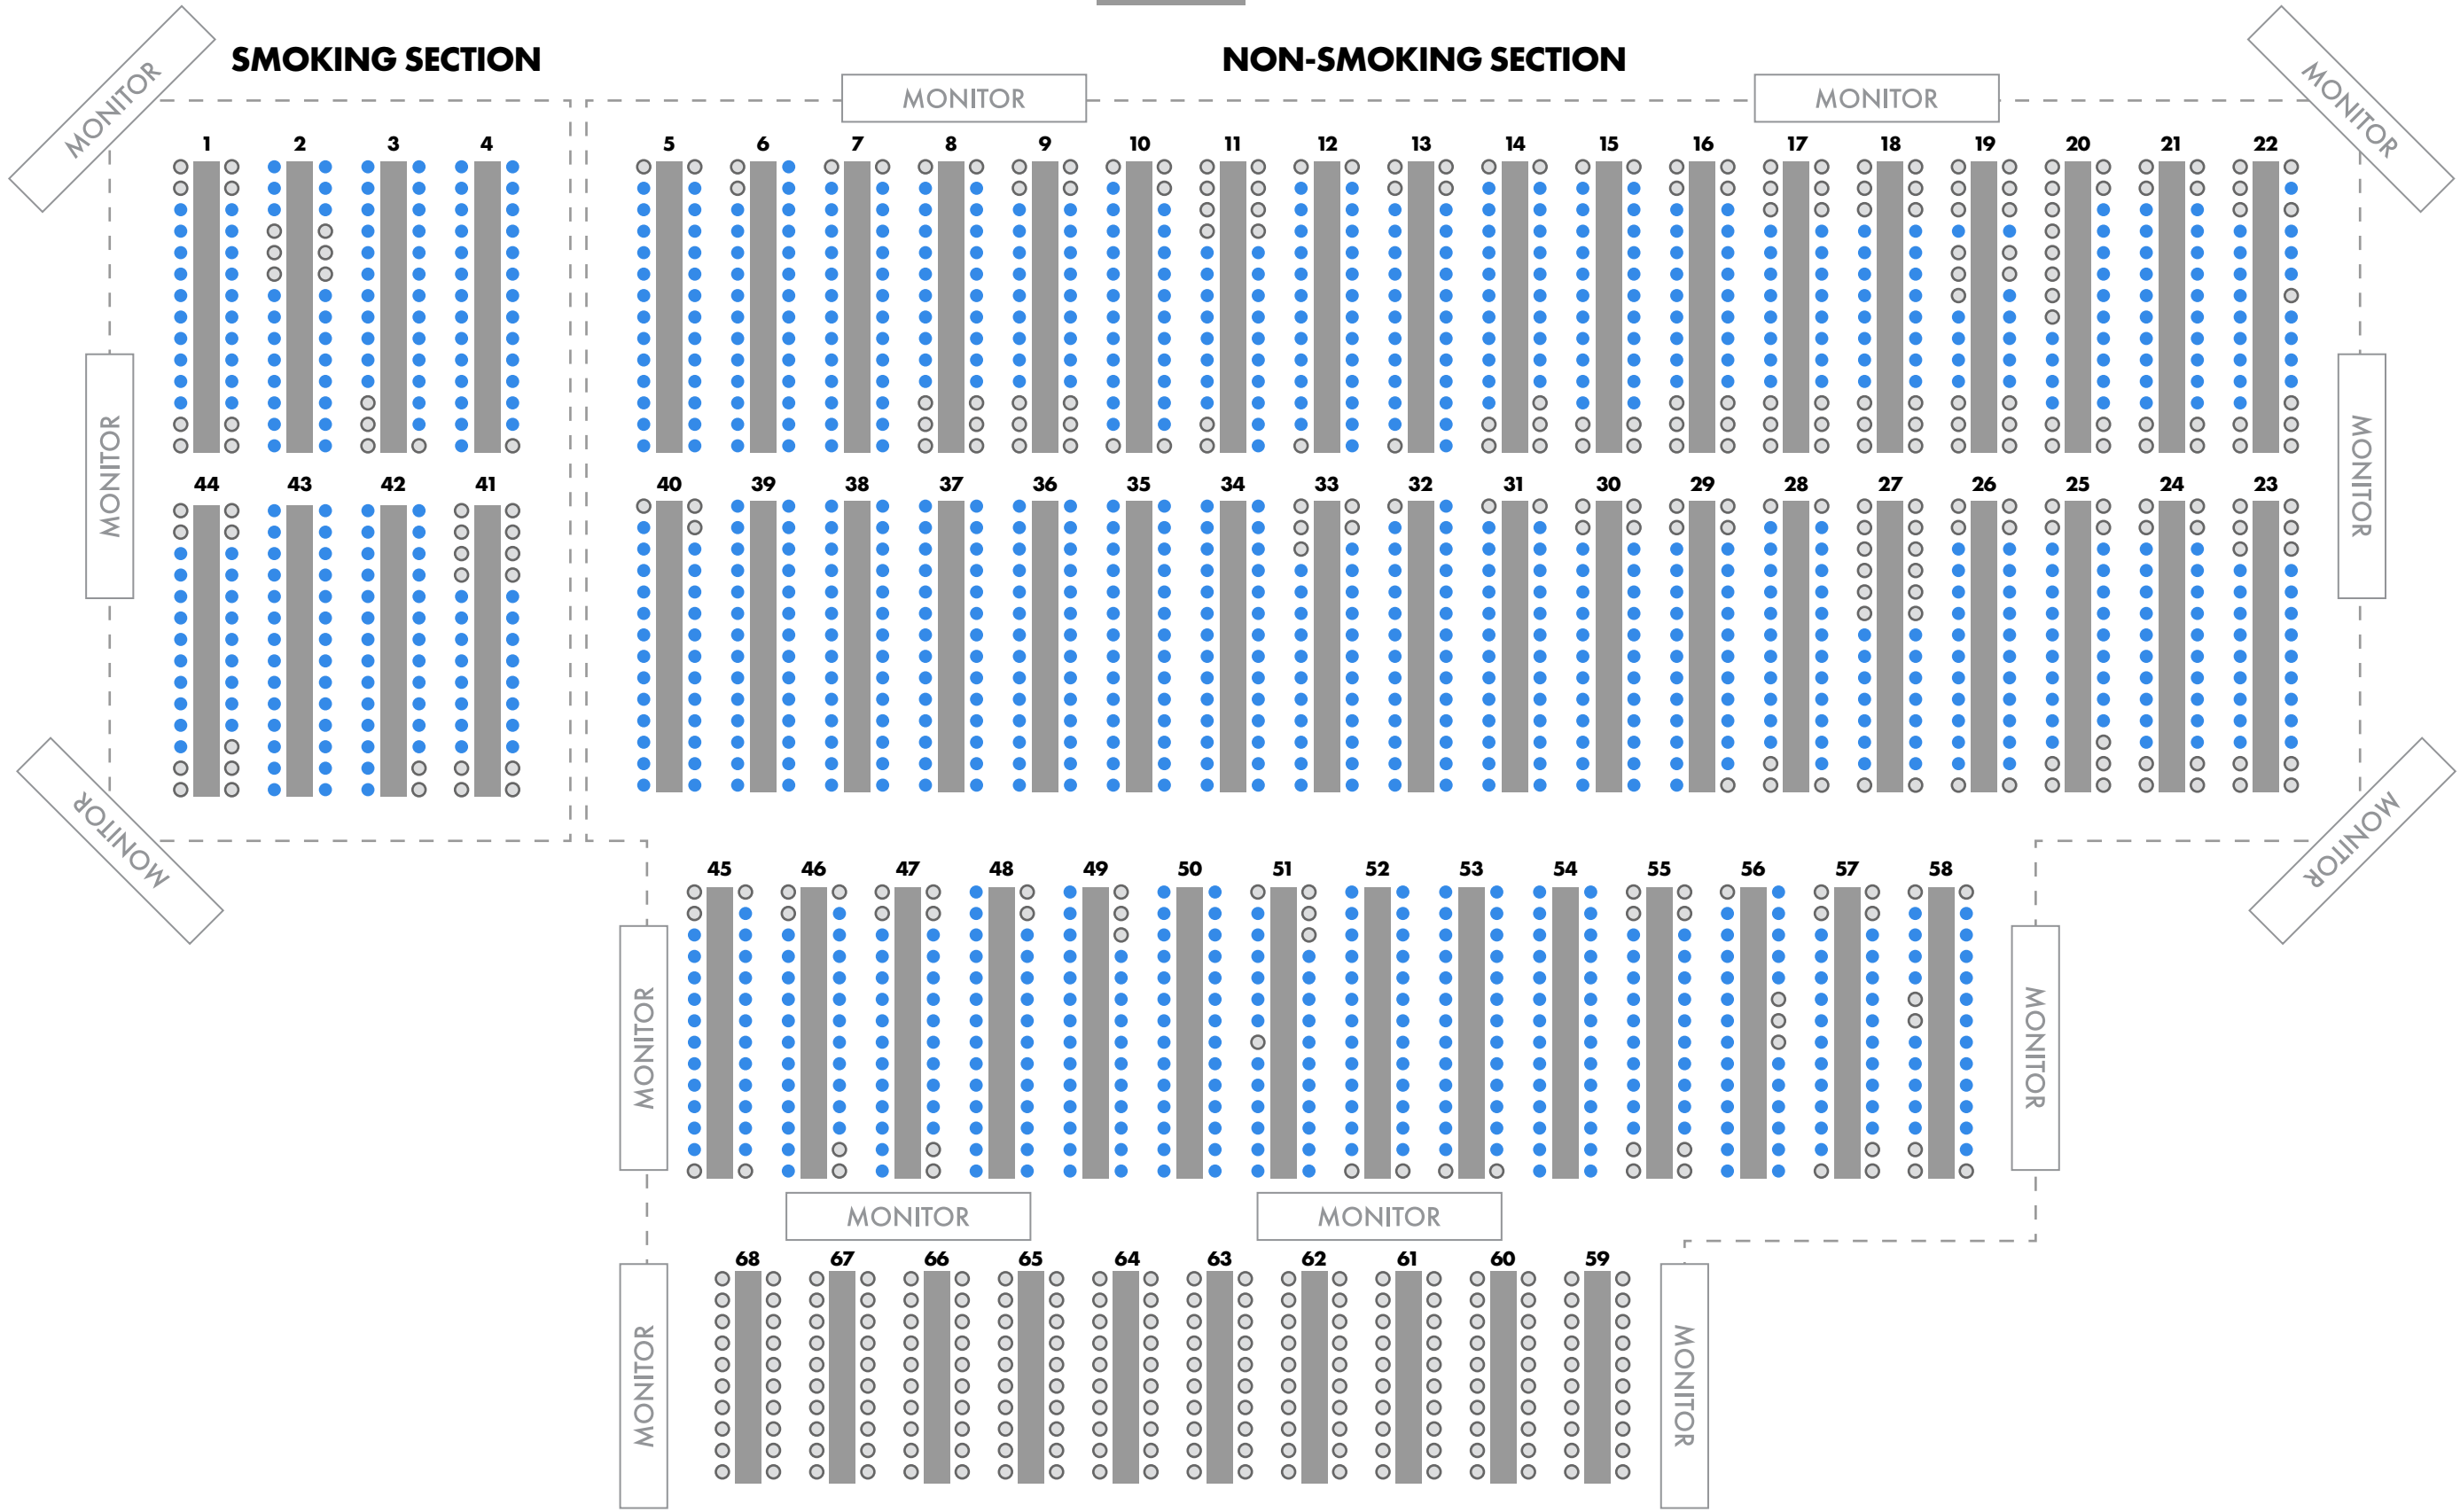 SMOKING SECTION
NON-SMOKING SECTION
MONITOR
MONITOR
MONITOR
MONITOR
1 2 3 4 5 6 7 8 9 10 11 12 13 14 15 16 17 18 19 20 21 22
MONITOR
MONITOR
44 43 42 41 40 39 38 37 36 35 34 33 32 31 30 29 28 27 26 25 24 23
MONITOR
MONITOR
45 46 47 48 49 50 51 52 53 54 55 56 57 58
MONITOR
MONITOR
MONITOR
MONITOR
68 67 66 65 64 63 62 61 60 59
MONITOR
MONITOR